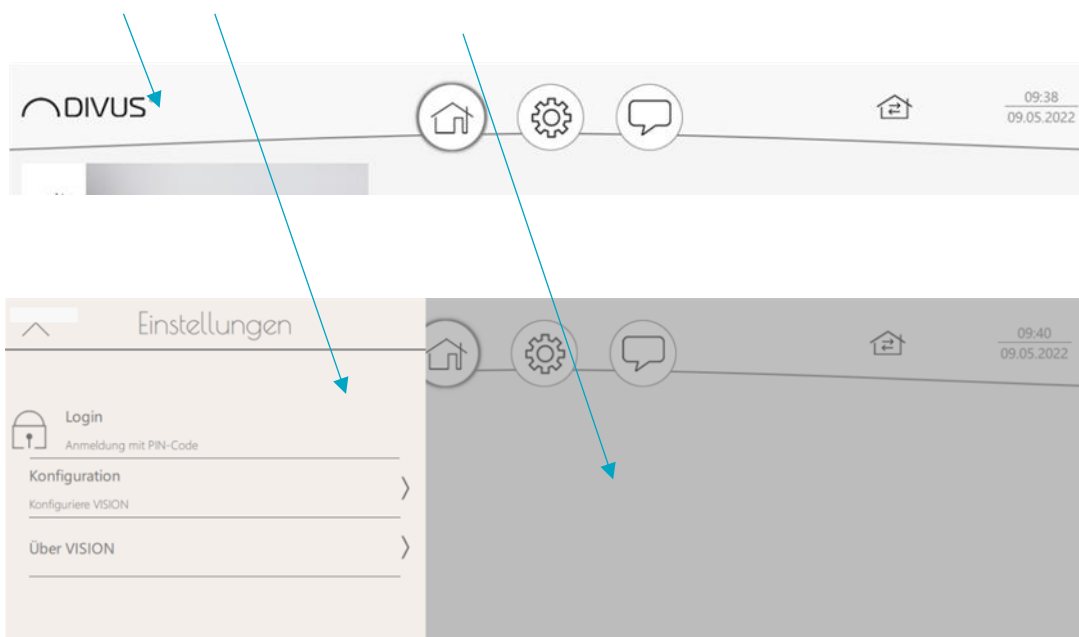 DIVUS
09:38
09.05.2022
Einstellungen
09:40
09.05.2022
Login
Anmeldung mit PIN-Code
Konfiguration
Konfiguriere VISION
Über VISION